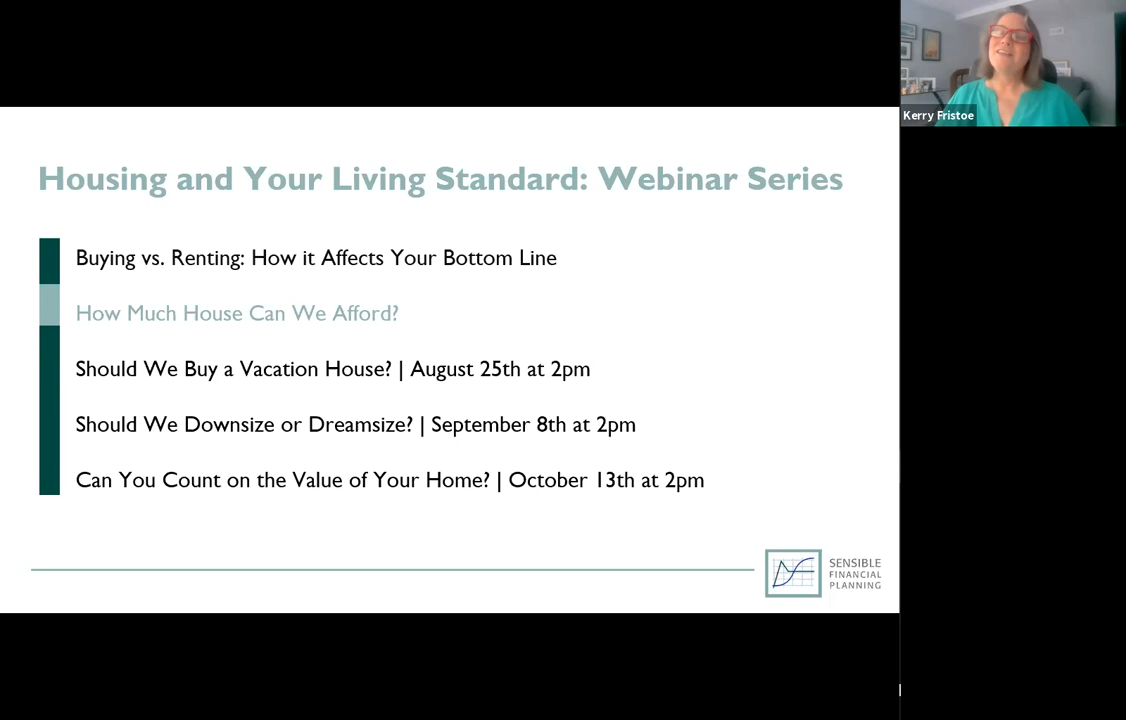 Kerry Fristoe
Housing and Your Living Standard: Webinar Series
Buying vs. Renting: How it Affects Your Bottom Line
How Much House Can We Afford?
Should We Buy a Vacation House? | August 25th at 2pm
Should We Downsize or Dreamsize? | September 8th at 2pm
Can You Count on the Value of Your Home? | October 13th at 2pm
SENSIBLE
FINANCIAL
PLANNING